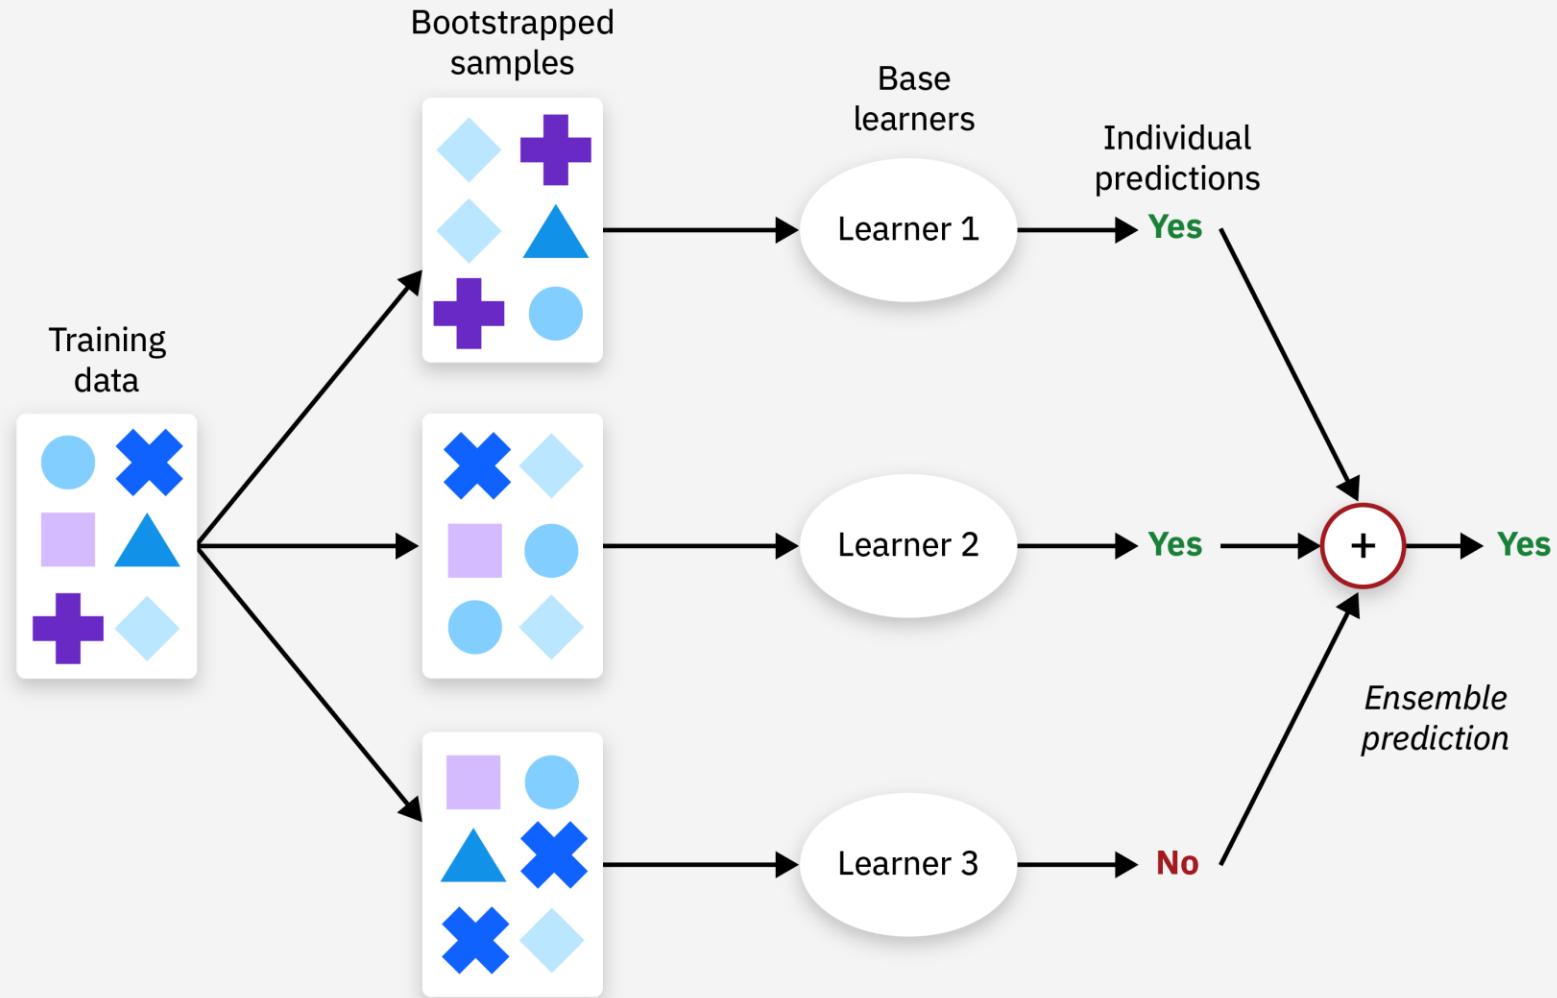 Bootstrapped
samples
Base
learners
Individual
predictions
Learner 1
Yes
Training
data
Learner 2
Yes
+
Yes
Ensemble
prediction
Learner 3
No